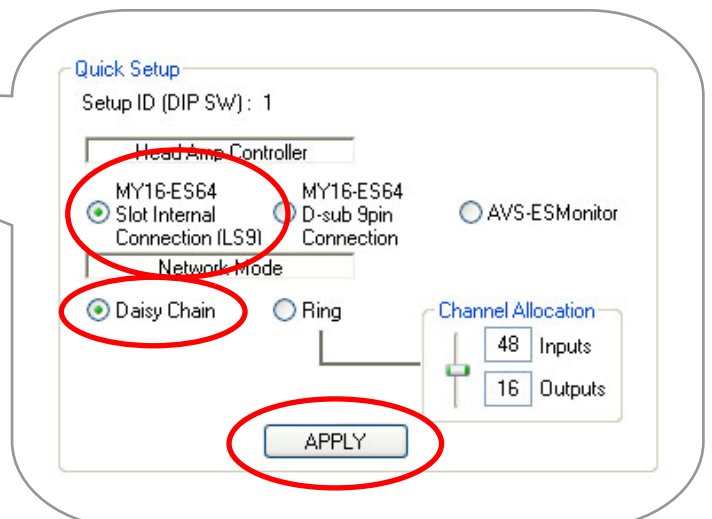 Quick Setup
Setup ID (DIP SW) : 1
Head Amp Controller
MY16-ES64
Slot Internal
Connection (LS9)
MY16-ES64
D-sub 9pin
Connection
AVS-ESMonitor
Network Mode
Daisy Chain
Ring
Channel Allocation
48 Inputs
16 Outputs
APPLY